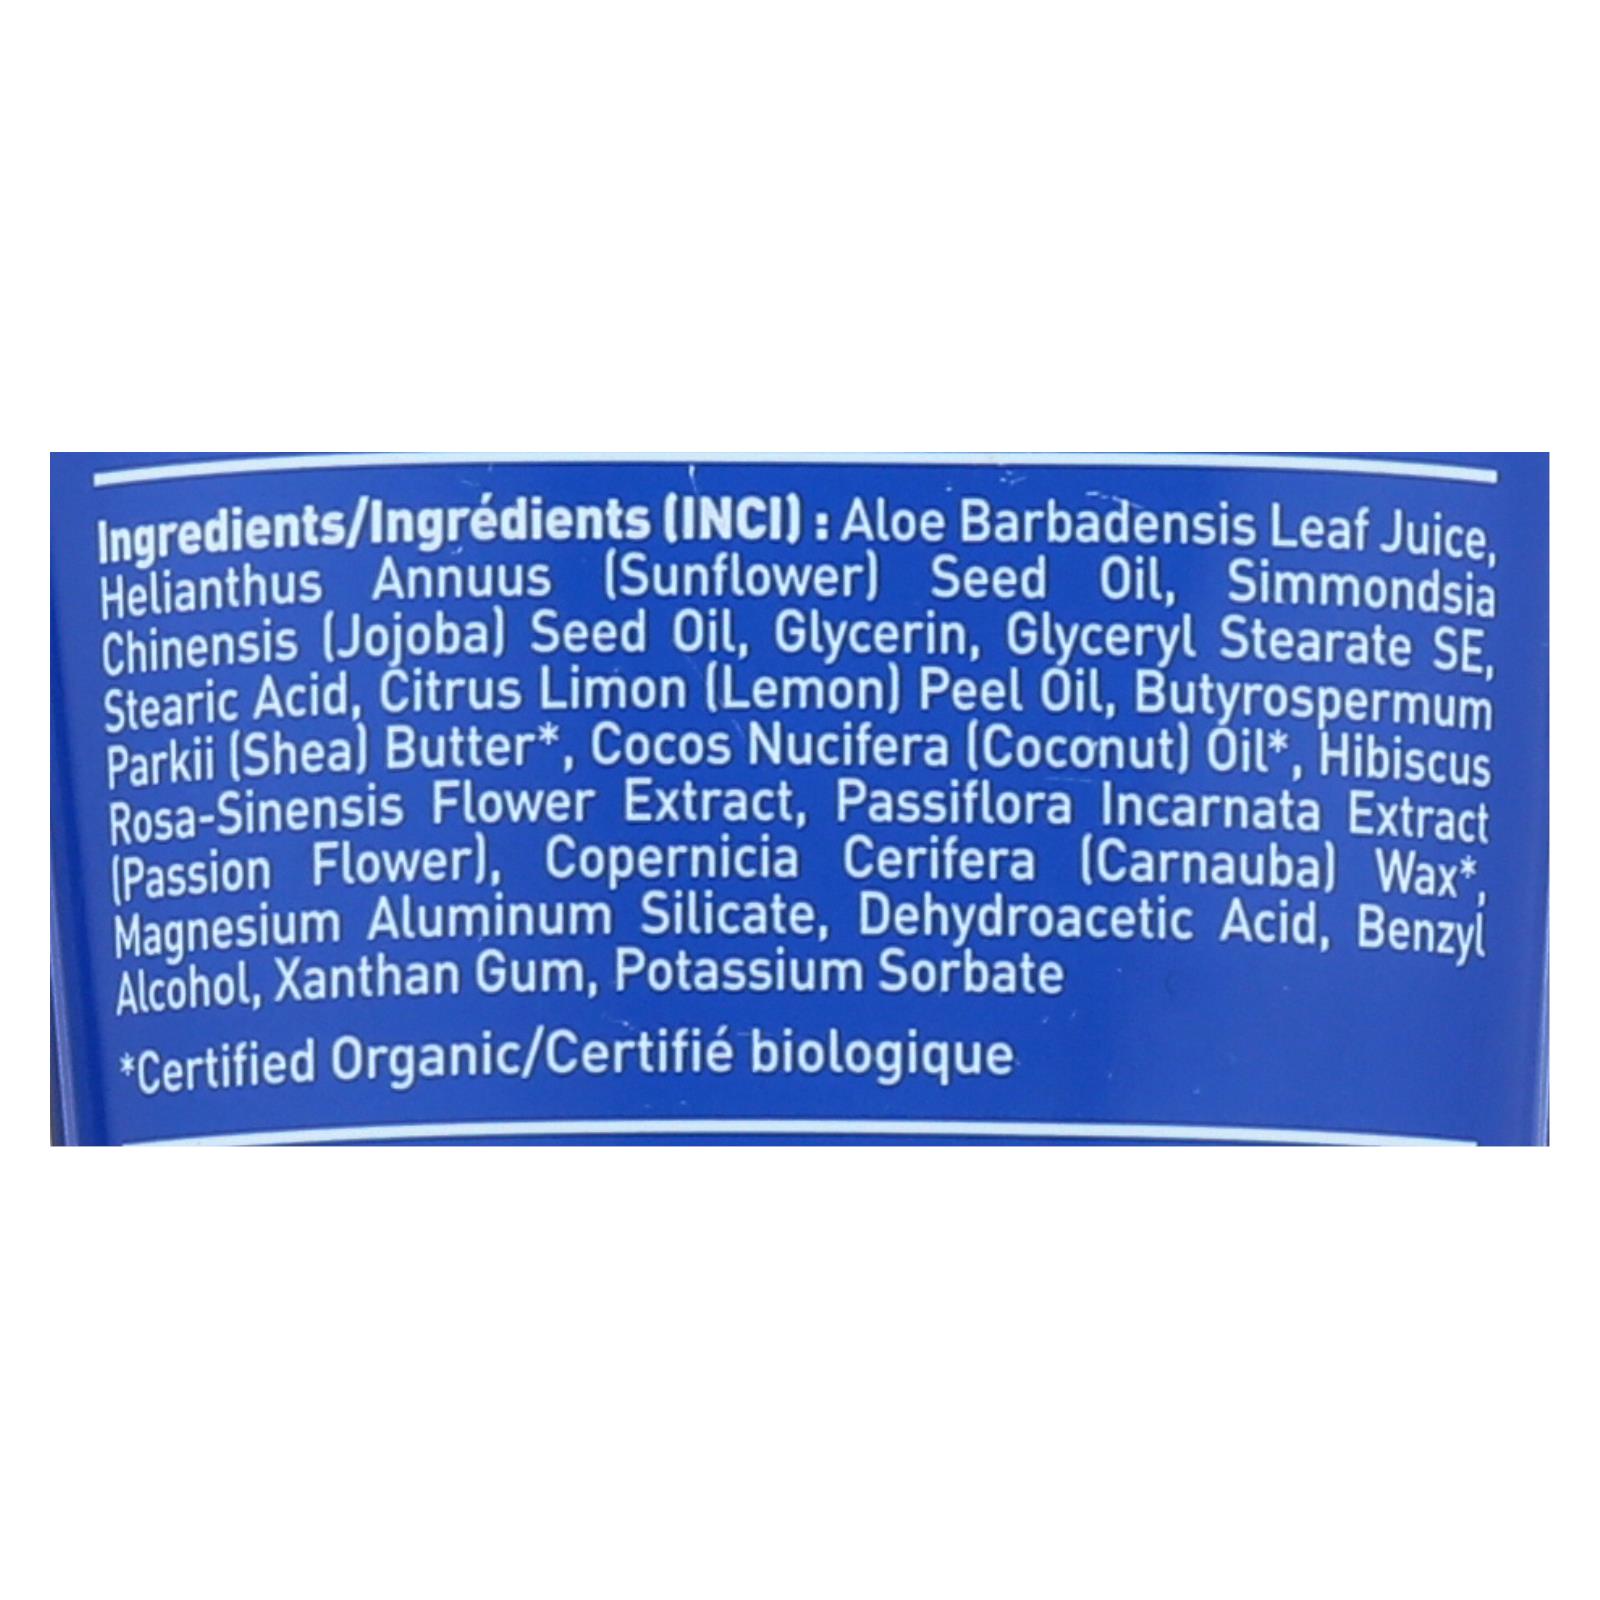 Ingredients/Ingrédients (INCI) : Aloe Barbadensis Leaf Juice,
Helianthus Annuus (Sunflower) Seed Oil, Simmondsia
Chinensis (Jojoba) Seed Oil, Glycerin, Glyceryl Stearate SE,
Stearic Acid, Citrus Limon (Lemon) Peel Oil, Butyrospermum
Parkii (Shea) Butter*, Cocos Nucifera (Coconut) Oil*, Hibiscus
Rosa-Sinensis Flower Extract, Passiflora Incarnata Extract
(Passion Flower), Copernicia Cerifera (Carnauba) Wax*,
Magnesium Aluminum Silicate, Dehydroacetic Acid, Benzyl
Alcohol, Xanthan Gum, Potassium Sorbate
*Certified Organic/Certifié biologique